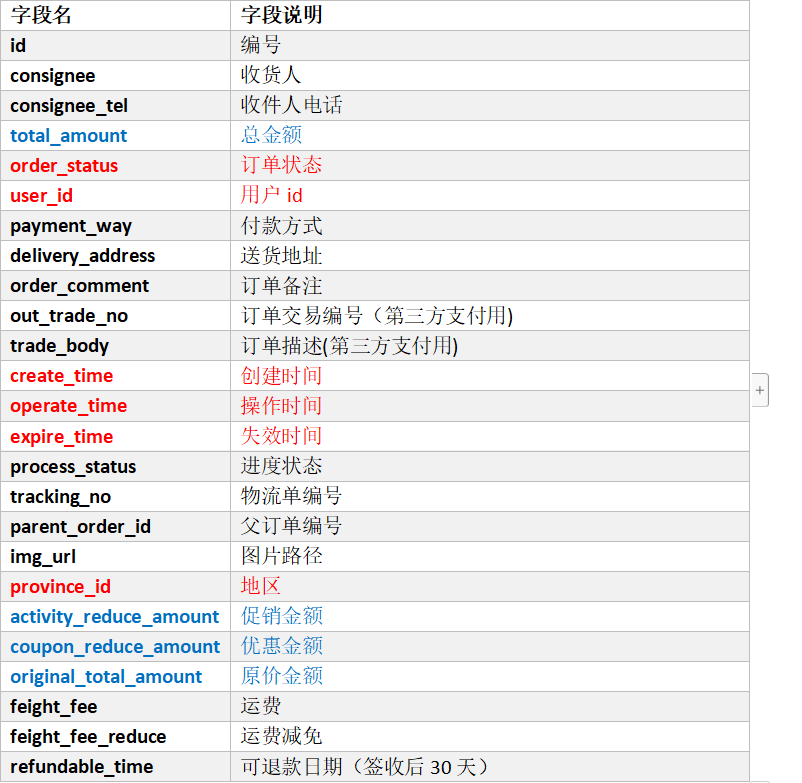 字段名 字段说明
id 编号
consignee 收货人
consignee_tel 收件人电话
total_amount 总金额
order_status 订单状态
user_id 用户 id
payment_way 付款方式
delivery_address 送货地址
order_comment 订单备注
out_trade_no 订单交易编号（第三方支付用)
trade_body 订单描述(第三方支付用)
create_time 创建时间
operate_time 操作时间
expire_time 失效时间
process_status 进度状态
tracking_no 物流单编号
parent_order_id 父订单编号
img_url 图片路径
province_id 地区
activity_reduce_amount 促销金额
coupon_reduce_amount 优惠金额
original_total_amount 原价金额
feight_fee 运费
feight_fee_reduce 运费减免
refundable_time 可退款日期（签收后 30 天）